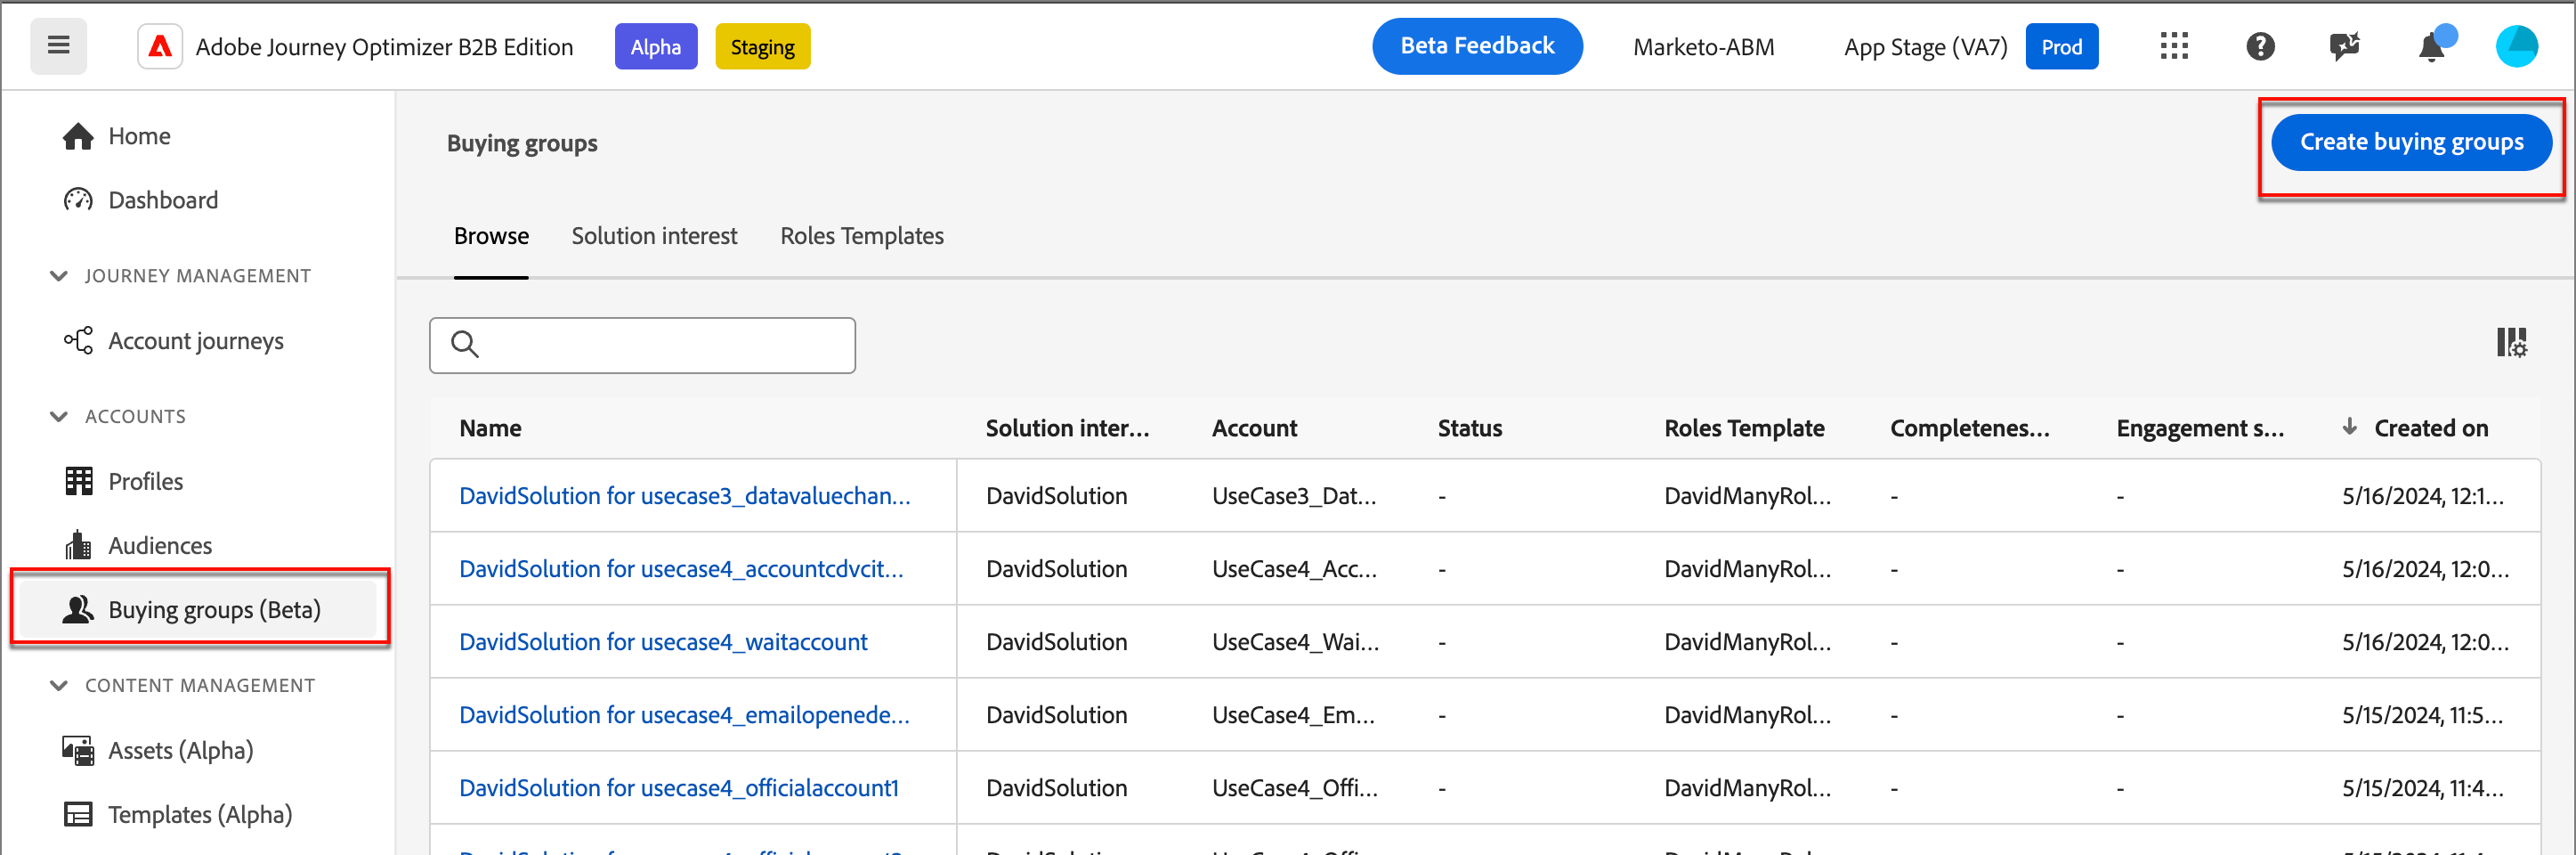 Adobe Journey Optimizer B2B Edition Alpha Staging Beta Feedback Marketo-ABM App Stage (VA7) Prod
Home
Dashboard
JOURNEY MANAGEMENT
Account journeys
ACCOUNTS
Profiles
Audiences
Buying groups (Beta)
CONTENT MANAGEMENT
Assets (Alpha)
Templates (Alpha)
Buying groups
Create buying groups
Browse Solution interest Roles Templates
Name Solution inter... Account Status Roles Template Completenes... Engagement s... Created on
DavidSolution for usecase3_datavaluechan... DavidSolution UseCase3_Dat... - DavidManyRol... - - 5/16/2024, 12:1...
DavidSolution for usecase4_accountcdvcit... DavidSolution UseCase4_Acc... - DavidManyRol... - - 5/16/2024, 12:0...
DavidSolution for usecase4_waitaccount DavidSolution UseCase4_Wai... - DavidManyRol... - - 5/16/2024, 12:0...
DavidSolution for usecase4_emailopenede... DavidSolution UseCase4_Em... - DavidManyRol... - - 5/15/2024, 11:5...
DavidSolution for usecase4_officialaccount1 DavidSolution UseCase4_Offi... - DavidManyRol... - - 5/15/2024, 11:4...